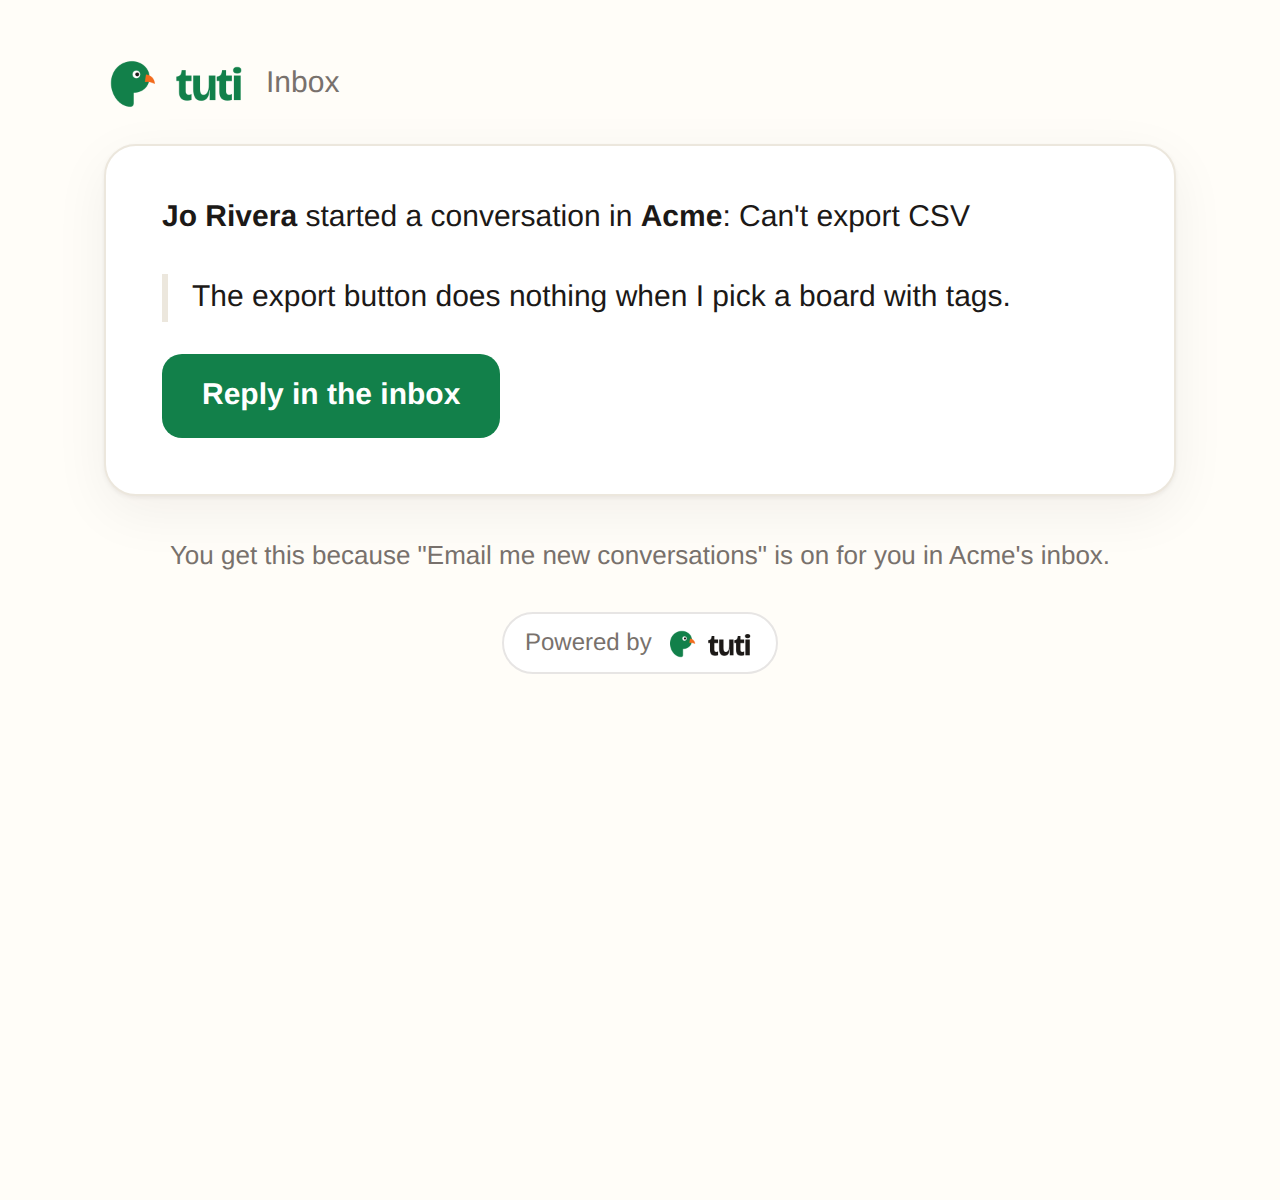 tuti Inbox
Jo Rivera started a conversation in Acme: Can't export CSV
The export button does nothing when I pick a board with tags.
Reply in the inbox
You get this because "Email me new conversations" is on for you in Acme's inbox.
Powered by tuti